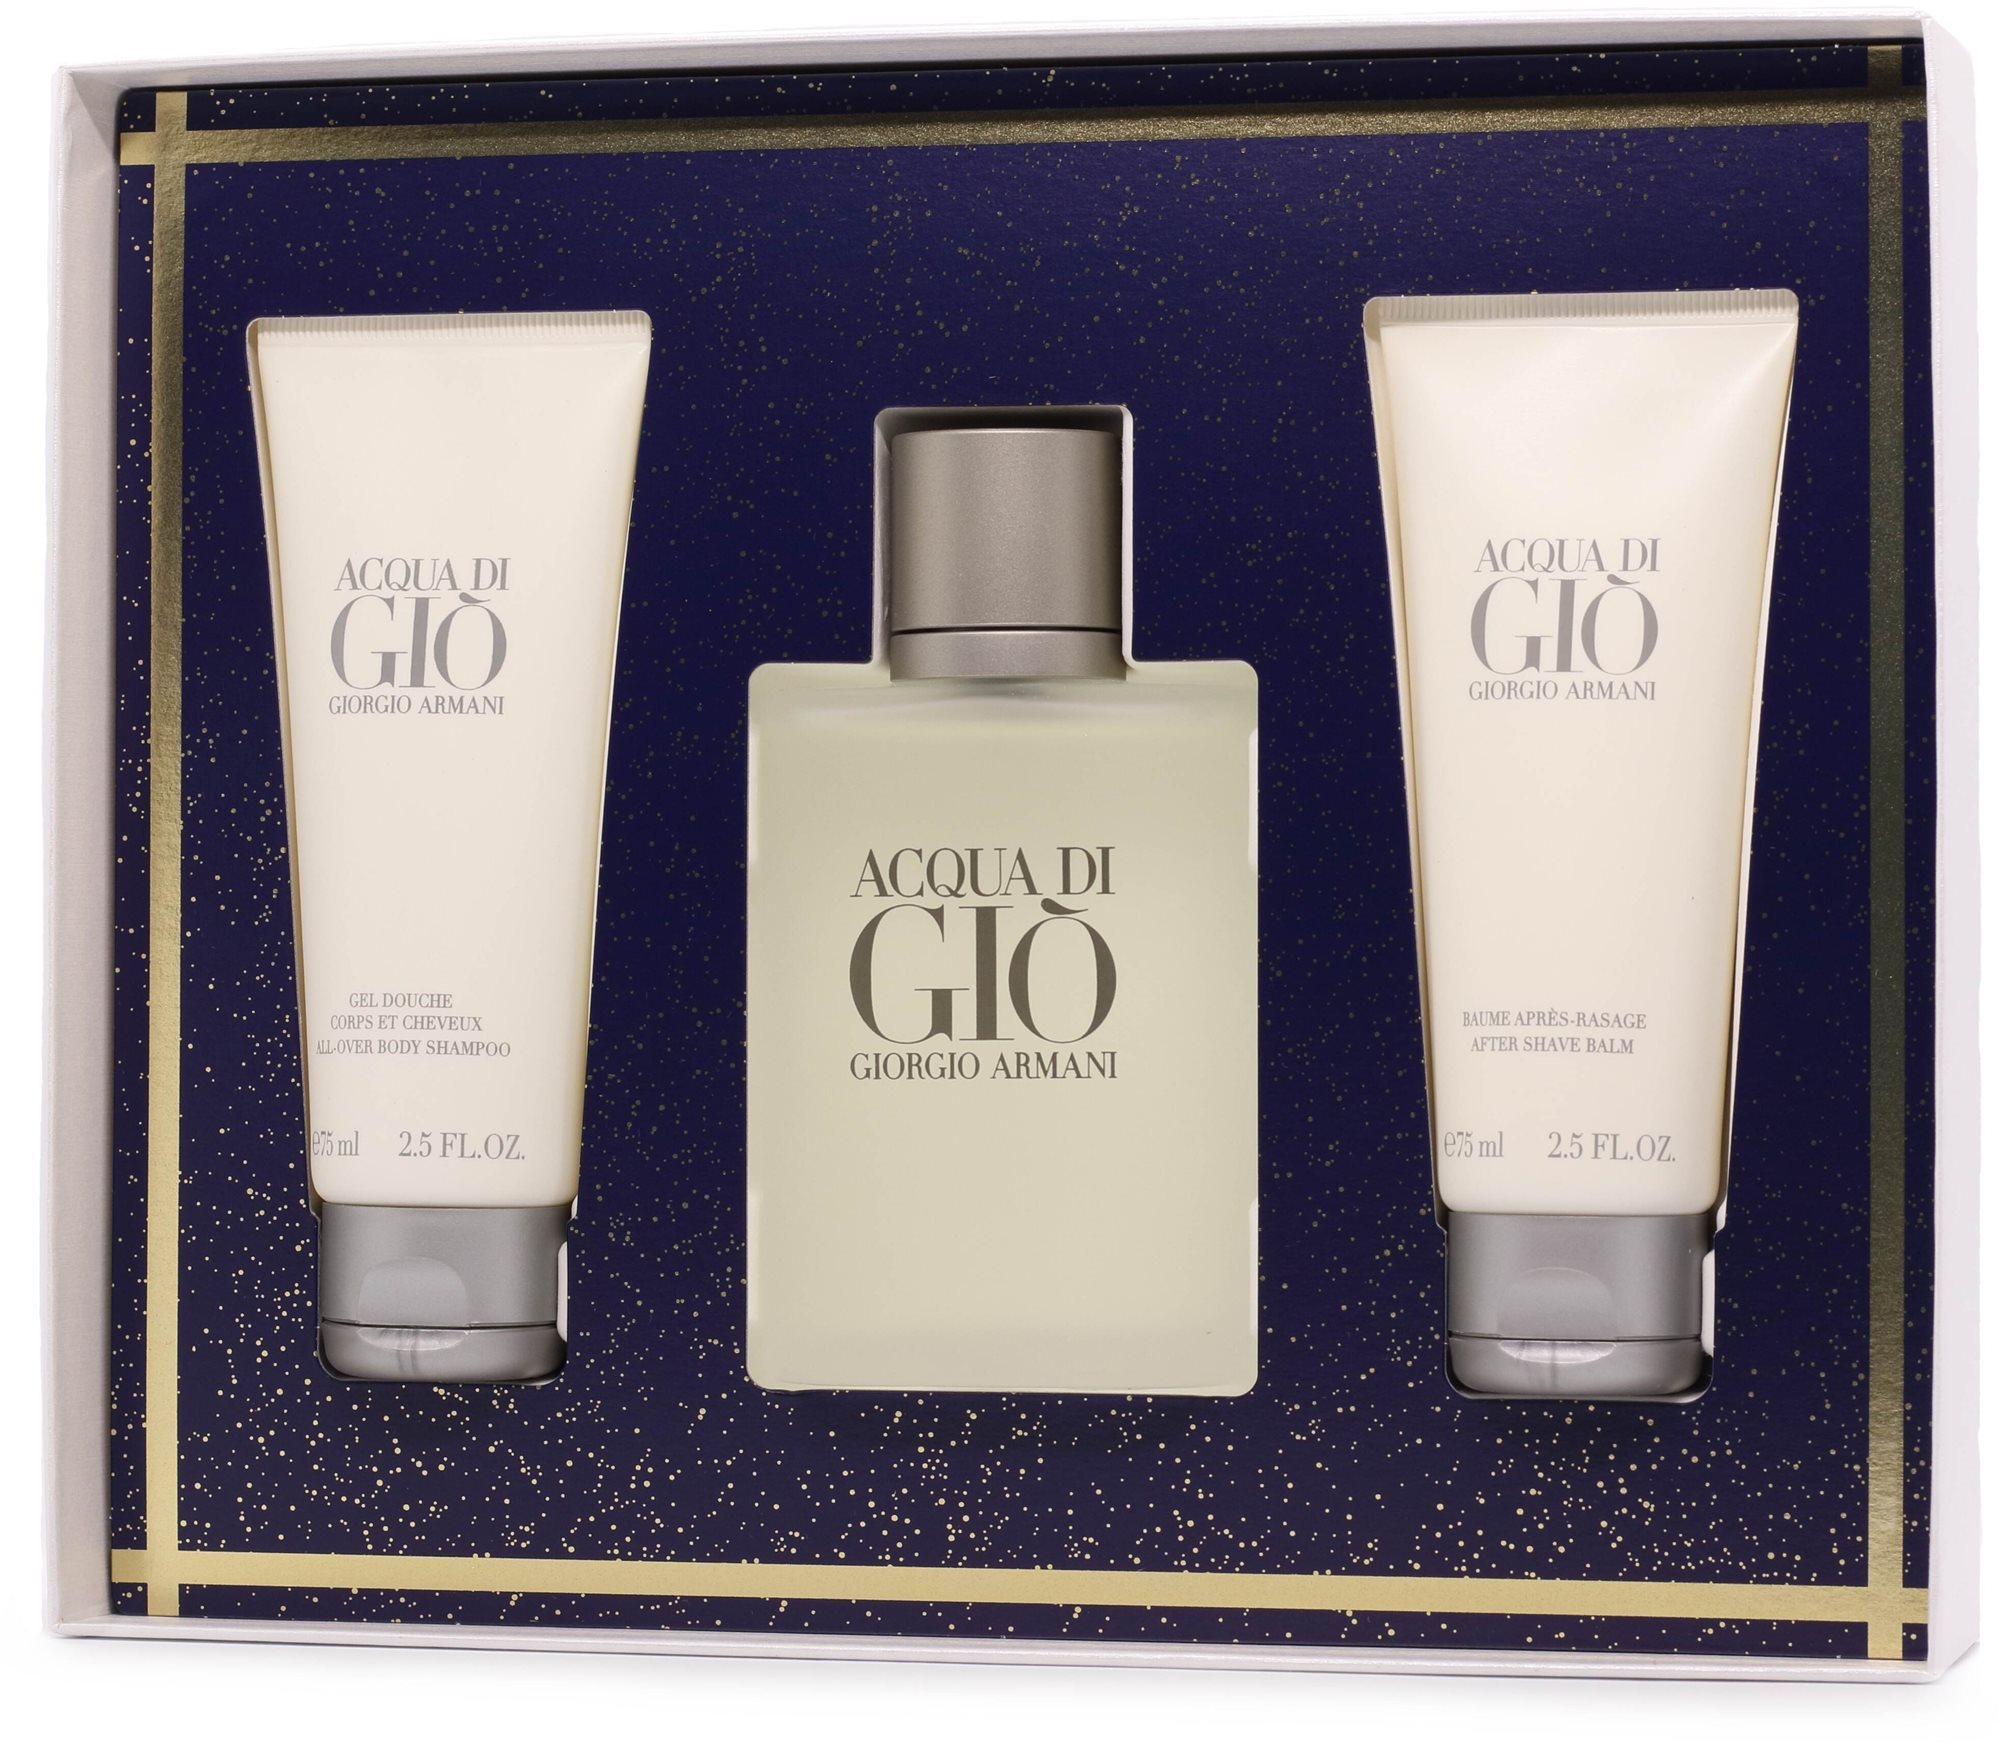 ACQUA DI
GIÒ
GIORGIO ARMANI
GEL DOUCHE
CORPS ET CHEVEUX
ALL-OVER BODY SHAMPOO
℮75 ml 2.5 FL.OZ.
ACQUA DI
GIÒ
GIORGIO ARMANI
ACQUA DI
GIÒ
GIORGIO ARMANI
BAUME APRÈS-RASAGE
AFTER SHAVE BALM
℮75 ml 2.5 FL.OZ.